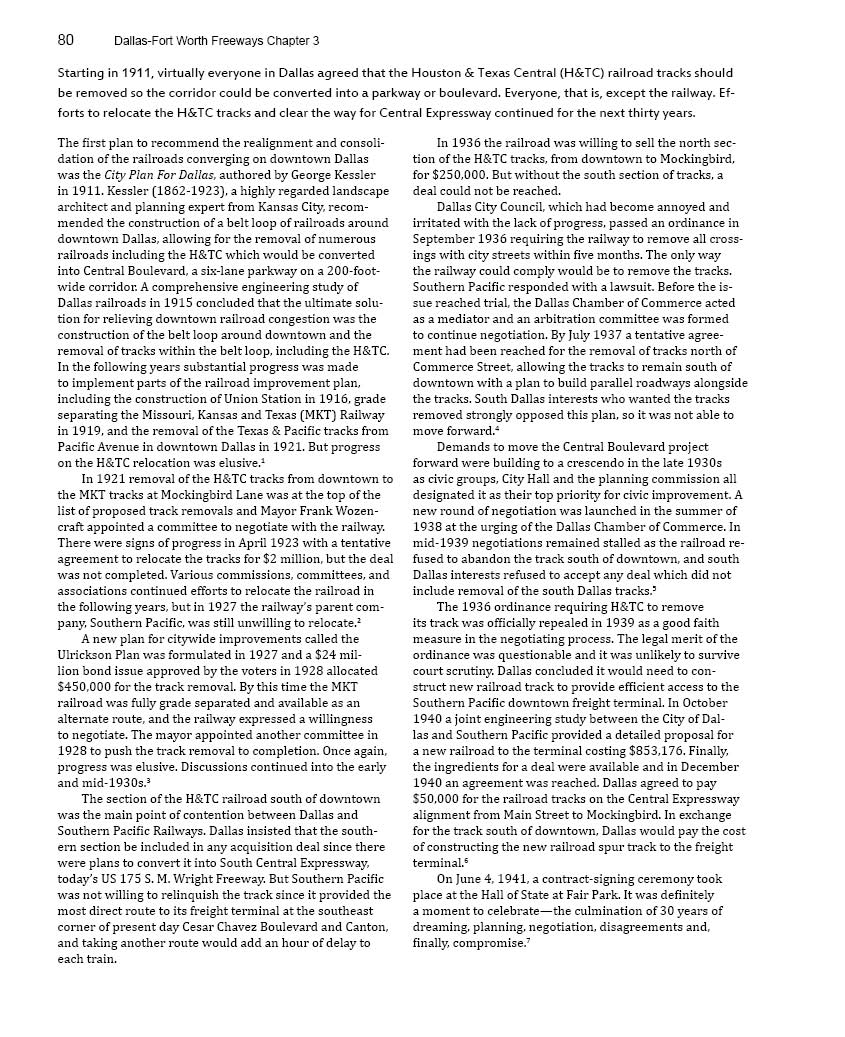 80 Dallas-Fort Worth Freeways Chapter 3
Starting in 1911, virtually everyone in Dallas agreed that the Houston & Texas Central (H&TC) railroad tracks should
be removed so the corridor could be converted into a parkway or boulevard. Everyone, that is, except the railway. Ef-
forts to relocate the H&TC tracks and clear the way for Central Expressway continued for the next thirty years.
The first plan to recommend the realignment and consoli-
dation of the railroads converging on downtown Dallas
was the City Plan For Dallas, authored by George Kessler
in 1911. Kessler (1862-1923), a highly regarded landscape
architect and planning expert from Kansas City, recom-
mended the construction of a belt loop of railroads around
downtown Dallas, allowing for the removal of numerous
railroads including the H&TC which would be converted
into Central Boulevard, a six-lane parkway on a 200-foot-
wide corridor. A comprehensive engineering study of
Dallas railroads in 1915 concluded that the ultimate solu-
tion for relieving downtown railroad congestion was the
construction of the belt loop around downtown and the
removal of tracks within the belt loop, including the H&TC.
In the following years substantial progress was made
to implement parts of the railroad improvement plan,
including the construction of Union Station in 1916, grade
separating the Missouri, Kansas and Texas (MKT) Railway
in 1919, and the removal of the Texas & Pacific tracks from
Pacific Avenue in downtown Dallas in 1921. But progress
on the H&TC relocation was elusive.¹
In 1921 removal of the H&TC tracks from downtown to
the MKT tracks at Mockingbird Lane was at the top of the
list of proposed track removals and Mayor Frank Wozen-
craft appointed a committee to negotiate with the railway.
There were signs of progress in April 1923 with a tentative
agreement to relocate the tracks for $2 million, but the deal
was not completed. Various commissions, committees, and
associations continued efforts to relocate the railroad in
the following years, but in 1927 the railway's parent com-
pany, Southern Pacific, was still unwilling to relocate.²
A new plan for citywide improvements called the
Ulrickson Plan was formulated in 1927 and a $24 mil-
lion bond issue approved by the voters in 1928 allocated
$450,000 for the track removal. By this time the MKT
railroad was fully grade separated and available as an
alternate route, and the railway expressed a willingness
to negotiate. The mayor appointed another committee in
1928 to push the track removal to completion. Once again,
progress was elusive. Discussions continued into the early
and mid-1930s.³
The section of the H&TC railroad south of downtown
was the main point of contention between Dallas and
Southern Pacific Railways. Dallas insisted that the south-
ern section be included in any acquisition deal since there
were plans to convert it into South Central Expressway,
today's US 175 S. M. Wright Freeway. But Southern Pacific
was not willing to relinquish the track since it provided the
most direct route to its freight terminal at the southeast
corner of present day Cesar Chavez Boulevard and Canton,
and taking another route would add an hour of delay to
each train.
In 1936 the railroad was willing to sell the north sec-
tion of the H&TC tracks, from downtown to Mockingbird,
for $250,000. But without the south section of tracks, a
deal could not be reached.
Dallas City Council, which had become annoyed and
irritated with the lack of progress, passed an ordinance in
September 1936 requiring the railway to remove all cross-
ings with city streets within five months. The only way
the railway could comply would be to remove the tracks.
Southern Pacific responded with a lawsuit. Before the is-
sue reached trial, the Dallas Chamber of Commerce acted
as a mediator and an arbitration committee was formed
to continue negotiation. By July 1937 a tentative agree-
ment had been reached for the removal of tracks north of
Commerce Street, allowing the tracks to remain south of
downtown with a plan to build parallel roadways alongside
the tracks. South Dallas interests who wanted the tracks
removed strongly opposed this plan, so it was not able to
move forward.⁴
Demands to move the Central Boulevard project
forward were building to a crescendo in the late 1930s
as civic groups, City Hall and the planning commission all
designated it as their top priority for civic improvement. A
new round of negotiation was launched in the summer of
1938 at the urging of the Dallas Chamber of Commerce. In
mid-1939 negotiations remained stalled as the railroad re-
fused to abandon the track south of downtown, and south
Dallas interests refused to accept any deal which did not
include removal of the south Dallas tracks.⁵
The 1936 ordinance requiring H&TC to remove
its track was officially repealed in 1939 as a good faith
measure in the negotiating process. The legal merit of the
ordinance was questionable and it was unlikely to survive
court scrutiny. Dallas concluded it would need to con-
struct new railroad track to provide efficient access to the
Southern Pacific downtown freight terminal. In October
1940 a joint engineering study between the City of Dal-
las and Southern Pacific provided a detailed proposal for
a new railroad to the terminal costing $853,176. Finally,
the ingredients for a deal were available and in December
1940 an agreement was reached. Dallas agreed to pay
$50,000 for the railroad tracks on the Central Expressway
alignment from Main Street to Mockingbird. In exchange
for the track south of downtown, Dallas would pay the cost
of constructing the new railroad spur track to the freight
terminal.⁶
On June 4, 1941, a contract-signing ceremony took
place at the Hall of State at Fair Park. It was definitely
a moment to celebrate—the culmination of 30 years of
dreaming, planning, negotiation, disagreements and,
finally, compromise.⁷